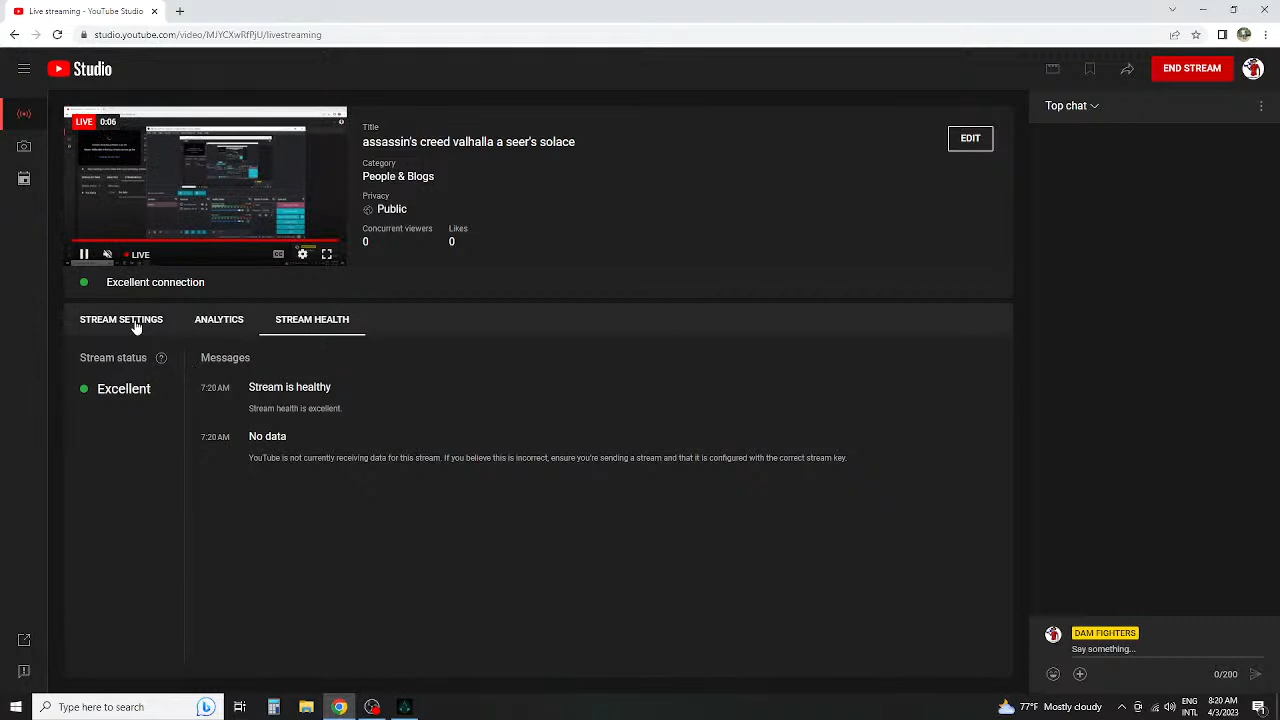 Live streaming - YouTube Studio
studio.youtube.com/video/MJYCXwRfPjU/livestreaming
Studio
END STREAM
LIVE 0:06
LIVE
CC
Title
assassin's creed valhalla | ward'slodes
EDIT
Category
People & Blogs
Privacy
Public
Concurrent viewers Likes
0 0
Excellent connection
STREAM SETTINGS ANALYTICS STREAM HEALTH
Stream status ? Messages
Excellent
7:20 AM Stream is healthy
Stream health is excellent.
7:20 AM No data
YouTube is not currently receiving data for this stream. If you believe this is incorrect, ensure you're sending a stream and that it is configured with the correct stream key.
Top chat
DAM FIGHTERS
Say something...
0/200
Type here to search
77°F Mostly cloudy
ENG
INTL
8:20 AM
4/3/2023